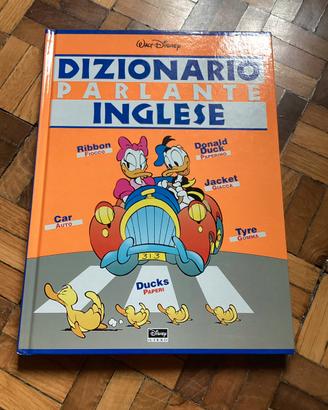 Walt Disney
DIZIONARIO
PARLANTE
INGLESE
Ribbon
Fiocco
Donald
Duck
Paperino
Jacket
Giacca
Car
Auto
Tyre
Gomma
313
Ducks
Paperi
Disney
LIBRI